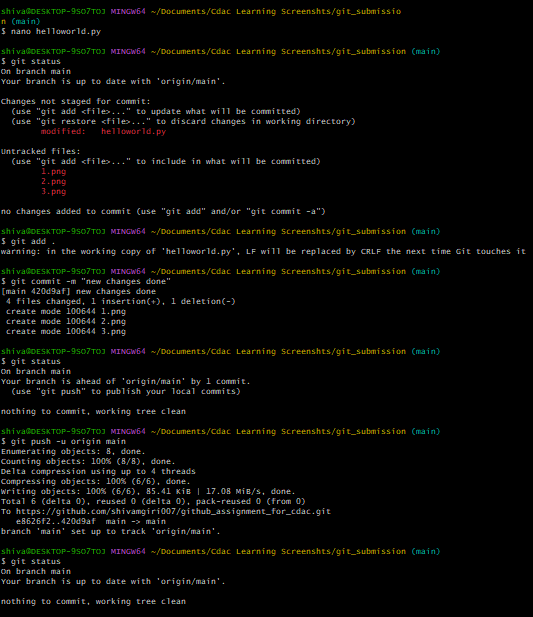 shiva@DESKTOP-9SO7TOJ MINGW64 ~/Documents/Cdac Learning Screenshts/git_submissio
n (main)
$ nano helloworld.py
shiva@DESKTOP-9SO7TOJ MINGW64 ~/Documents/Cdac Learning Screenshts/git_submission (main)
$ git status
On branch main
Your branch is up to date with 'origin/main'.
Changes not staged for commit:
(use "git add <file>..." to update what will be committed)
(use "git restore <file>..." to discard changes in working directory)
modified:   helloworld.py
Untracked files:
(use "git add <file>..." to include in what will be committed)
1.png
2.png
3.png
no changes added to commit (use "git add" and/or "git commit -a")
shiva@DESKTOP-9SO7TOJ MINGW64 ~/Documents/Cdac Learning Screenshts/git_submission (main)
$ git add .
warning: in the working copy of 'helloworld.py', LF will be replaced by CRLF the next time Git touches it
shiva@DESKTOP-9SO7TOJ MINGW64 ~/Documents/Cdac Learning Screenshts/git_submission (main)
$ git commit -m "new changes done"
[main 420d9af] new changes done
4 files changed, 1 insertion(+), 1 deletion(-)
create mode 100644 1.png
create mode 100644 2.png
create mode 100644 3.png
shiva@DESKTOP-9SO7TOJ MINGW64 ~/Documents/Cdac Learning Screenshts/git_submission (main)
$ git status
On branch main
Your branch is ahead of 'origin/main' by 1 commit.
(use "git push" to publish your local commits)
nothing to commit, working tree clean
shiva@DESKTOP-9SO7TOJ MINGW64 ~/Documents/Cdac Learning Screenshts/git_submission (main)
$ git push -u origin main
Enumerating objects: 8, done.
Counting objects: 100% (8/8), done.
Delta compression using up to 4 threads
Compressing objects: 100% (6/6), done.
Writing objects: 100% (6/6), 85.41 KiB | 17.08 MiB/s, done.
Total 6 (delta 0), reused 0 (delta 0), pack-reused 0 (from 0)
To https://github.com/shivamgiri007/github_assignment_for_cdac.git
e8626f2..420d9af  main -> main
branch 'main' set up to track 'origin/main'.
shiva@DESKTOP-9SO7TOJ MINGW64 ~/Documents/Cdac Learning Screenshts/git_submission (main)
$ git status
On branch main
Your branch is up to date with 'origin/main'.
nothing to commit, working tree clean